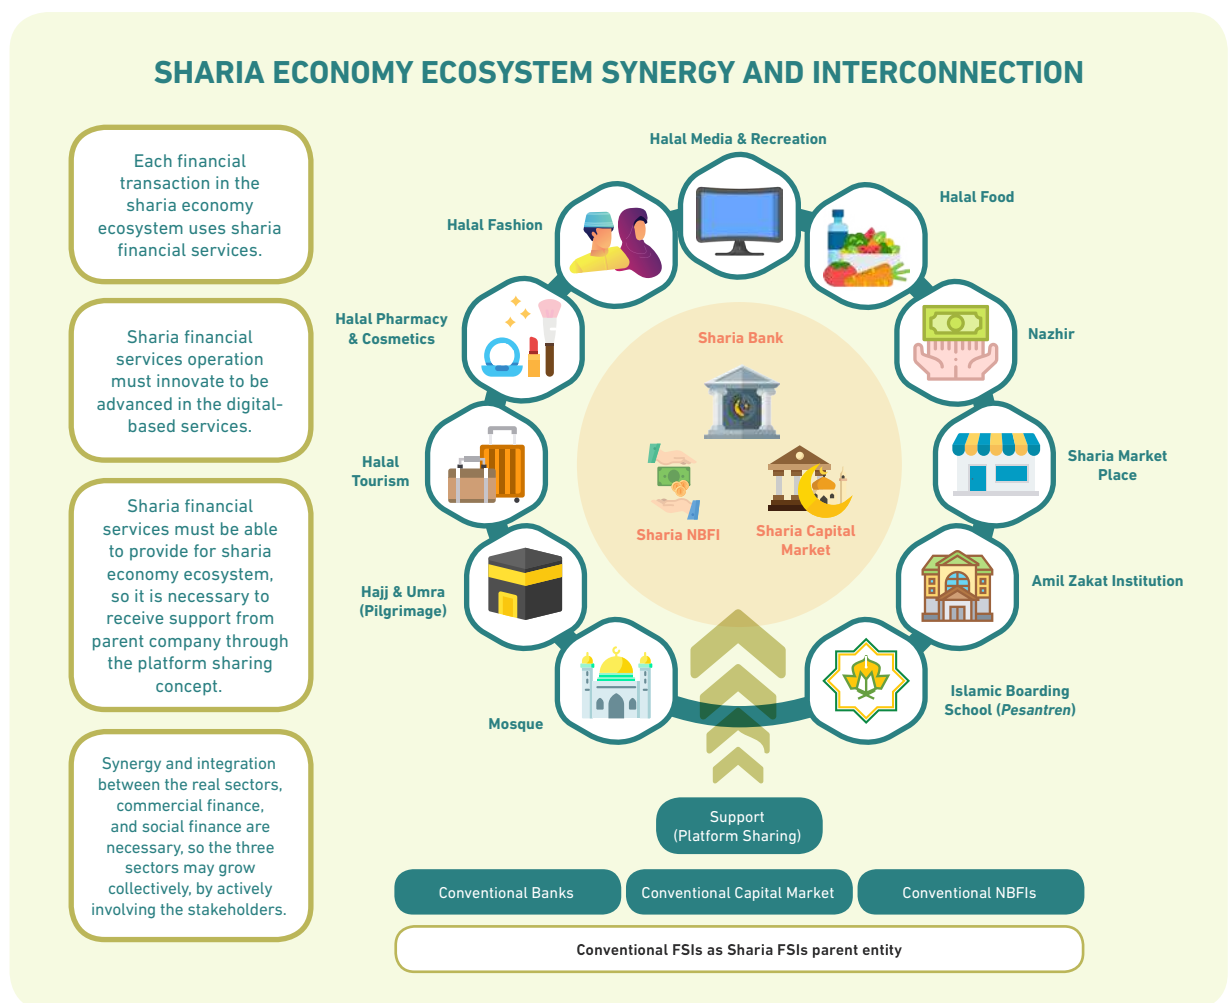 SHARIA ECONOMY ECOSYSTEM SYNERGY AND INTERCONNECTION
Each financial
transaction in the
sharia economy
ecosystem uses sharia
financial services.
Sharia financial
services operation
must innovate to be
advanced in the digital-
based services.
Sharia financial
services must be able
to provide for sharia
economy ecosystem,
so it is necessary to
receive support from
parent company through
the platform sharing
concept.
Synergy and integration
between the real sectors,
commercial finance,
and social finance are
necessary, so the three
sectors may grow
collectively, by actively
involving the stakeholders.
Halal Media & Recreation
Halal Food
Nazhir
Sharia Market
Place
Amil Zakat Institution
Islamic Boarding
School (Pesantren)
Mosque
Hajj & Umra
(Pilgrimage)
Halal
Tourism
Halal Pharmacy
& Cosmetics
Halal Fashion
Sharia Bank
Sharia NBFI
Sharia Capital
Market
Support
(Platform Sharing)
Conventional Banks
Conventional Capital Market
Conventional NBFIs
Conventional FSIs as Sharia FSIs parent entity